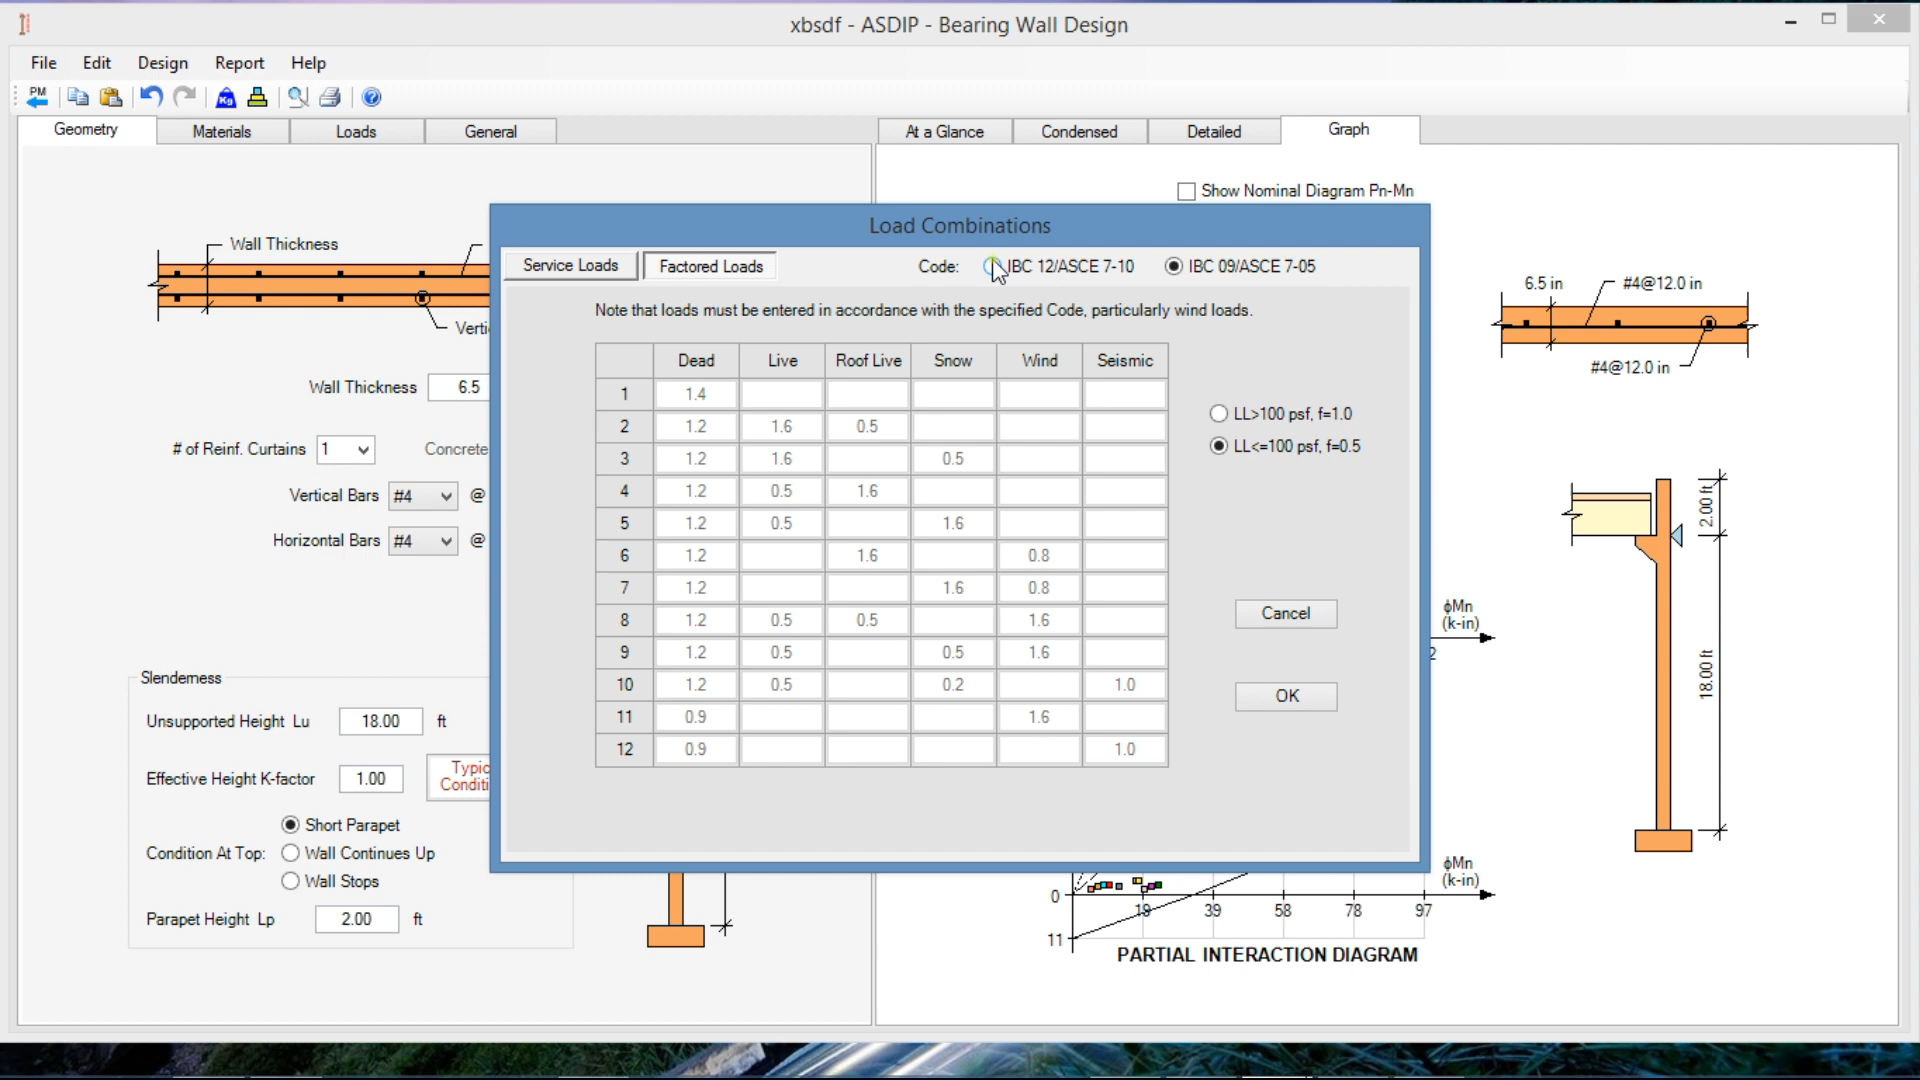 xbsdf - ASDIP - Bearing Wall Design
File Edit Design Report Help
PM Kg ?
Geometry Materials Loads General
At a Glance Condensed Detailed Graph
Show Nominal Diagram Pn-Mn
Load Combinations
Service Loads Factored Loads Code: IBC 12/ASCE 7-10 IBC 09/ASCE 7-05
Note that loads must be entered in accordance with the specified Code, particularly wind loads.
Dead Live Roof Live Snow Wind Seismic
1 1.4
2 1.2 1.6 0.5
3 1.2 1.6 0.5
4 1.2 0.5 1.6
5 1.2 0.5 1.6
6 1.2 1.6 0.8
7 1.2 1.6 0.8
8 1.2 0.5 0.5 1.6
9 1.2 0.5 0.5 1.6
10 1.2 0.5 0.2 1.0
11 0.9 1.6
12 0.9 1.0
LL>100 psf, f=1.0
LL<=100 psf, f=0.5
Cancel
OK
Wall Thickness
Verti
Wall Thickness 6.5
# of Reinf. Curtains 1 Concrete
Vertical Bars #4 @
Horizontal Bars #4 @
Slenderness
Unsupported Height Lu 18.00 ft
Effective Height K-factor 1.00
Typic
Conditi
Short Parapet
Condition At Top: Wall Continues Up
Wall Stops
Parapet Height Lp 2.00 ft
6.5 in #4@12.0 in
#4@12.0 in
2.00 ft
18.00 ft
ϕMn
(k-in)
2
ϕMn
(k-in)
0
19 39 58 78 97
11
PARTIAL INTERACTION DIAGRAM